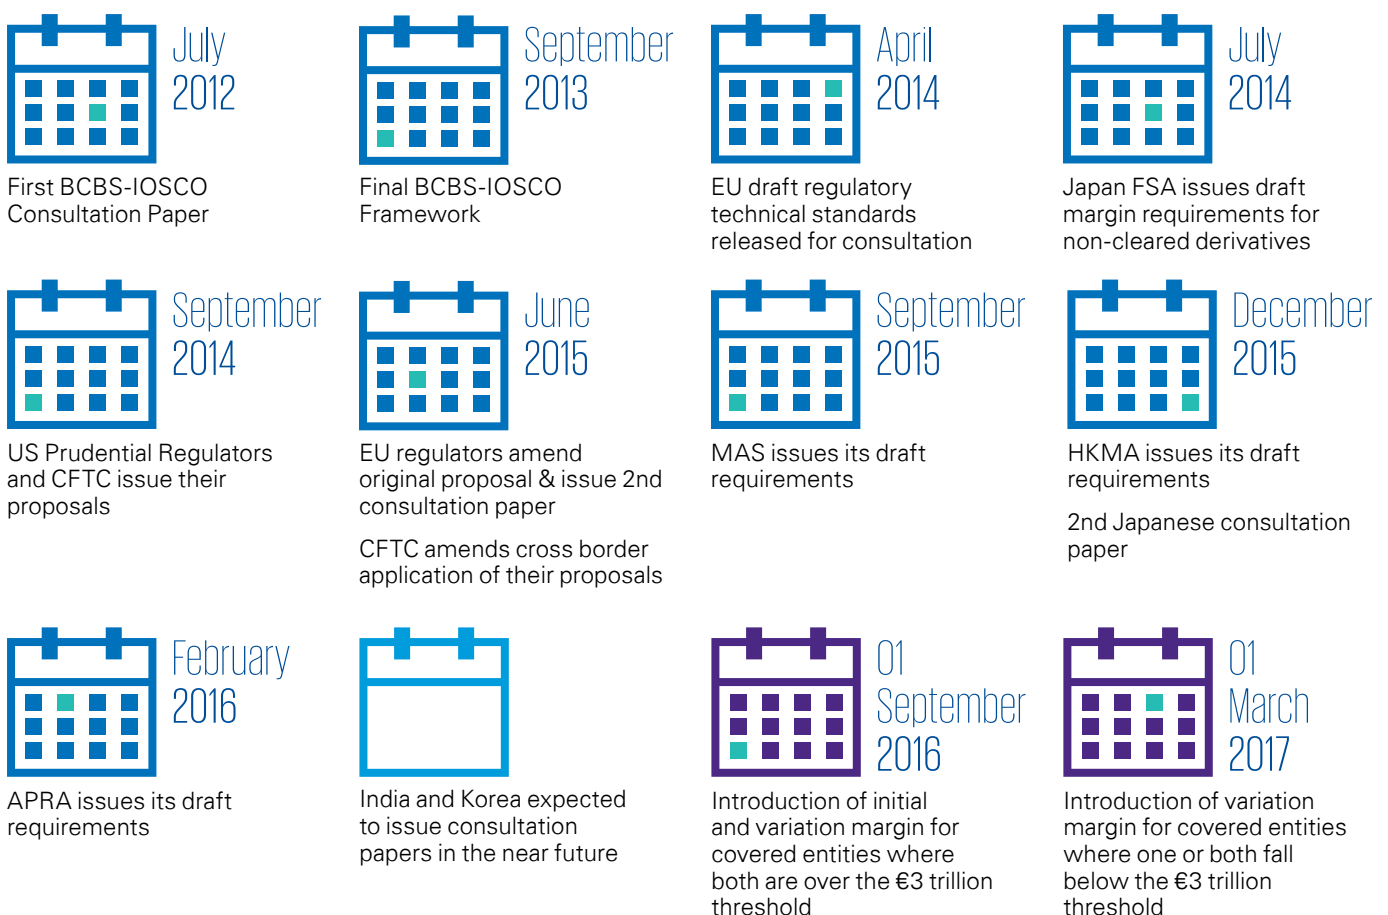 July
2012
First BCBS-IOSCO
Consultation Paper
September
2013
Final BCBS-IOSCO
Framework
April
2014
EU draft regulatory
technical standards
released for consultation
July
2014
Japan FSA issues draft
margin requirements for
non-cleared derivatives
September
2014
US Prudential Regulators
and CFTC issue their
proposals
June
2015
EU regulators amend
original proposal & issue 2nd
consultation paper
CFTC amends cross border
application of their proposals
September
2015
MAS issues its draft
requirements
December
2015
HKMA issues its draft
requirements
2nd Japanese consultation
paper
February
2016
APRA issues its draft
requirements
India and Korea expected
to issue consultation
papers in the near future
01
September
2016
Introduction of initial
and variation margin for
covered entities where
both are over the €3 trillion
threshold
01
March
2017
Introduction of variation
margin for covered entities
where one or both fall
below the €3 trillion
threshold